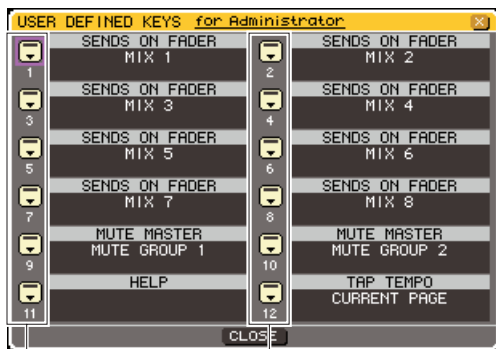 USER DEFINED KEYS for Administrator
SENDS ON FADER
MIX 1
1
SENDS ON FADER
MIX 2
2
SENDS ON FADER
MIX 3
3
SENDS ON FADER
MIX 4
4
SENDS ON FADER
MIX 5
5
SENDS ON FADER
MIX 6
6
SENDS ON FADER
MIX 7
7
SENDS ON FADER
MIX 8
8
MUTE MASTER
MUTE GROUP 1
9
MUTE MASTER
MUTE GROUP 2
10
HELP
11
TAP TEMPO
CURRENT PAGE
12
CLOSE